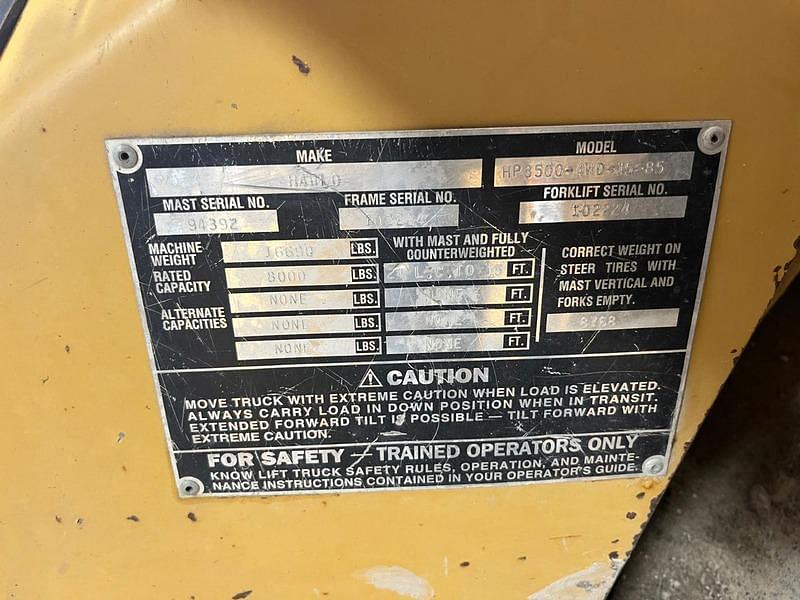 MAKE
MODEL
MAST SERIAL NO.
FRAME SERIAL NO.
FORKLIFT SERIAL NO.
94392
MACHINE WEIGHT
16690 LBS.
WITH MAST AND FULLY COUNTERWEIGHTED
RATED CAPACITY
8000 LBS.
FT.
ALTERNATE CAPACITIES
NONE LBS.
FT.
NONE LBS.
FT.
NONE LBS.
NONE FT.
CORRECT WEIGHT ON
STEER TIRES WITH
MAST VERTICAL AND
FORKS EMPTY.
⚠ CAUTION
MOVE TRUCK WITH EXTREME CAUTION WHEN LOAD IS ELEVATED.
ALWAYS CARRY LOAD IN DOWN POSITION WHEN IN TRANSIT.
EXTENDED FORWARD TILT IS POSSIBLE — TILT FORWARD WITH
EXTREME CAUTION.
FOR SAFETY — TRAINED OPERATORS ONLY
KNOW LIFT TRUCK SAFETY RULES, OPERATION, AND MAINTE-
NANCE INSTRUCTIONS CONTAINED IN YOUR OPERATOR'S GUIDE.